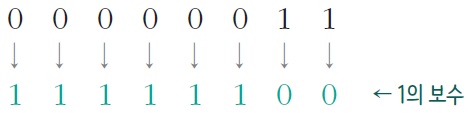 0 0 0 0 0 0 1 1
↓ ↓ ↓ ↓ ↓ ↓ ↓ ↓
1 1 1 1 1 1 0 0 ← 1의 보수